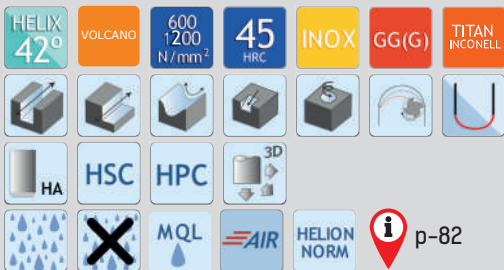 HELIX
42°
VOLCANO
600
1200
N/mm²
45
HRC
INOX
GG(G)
TITAN
INCONELL
HA
HSC
HPC
3D
MQL
AIR
HELION
NORM
i
p-82